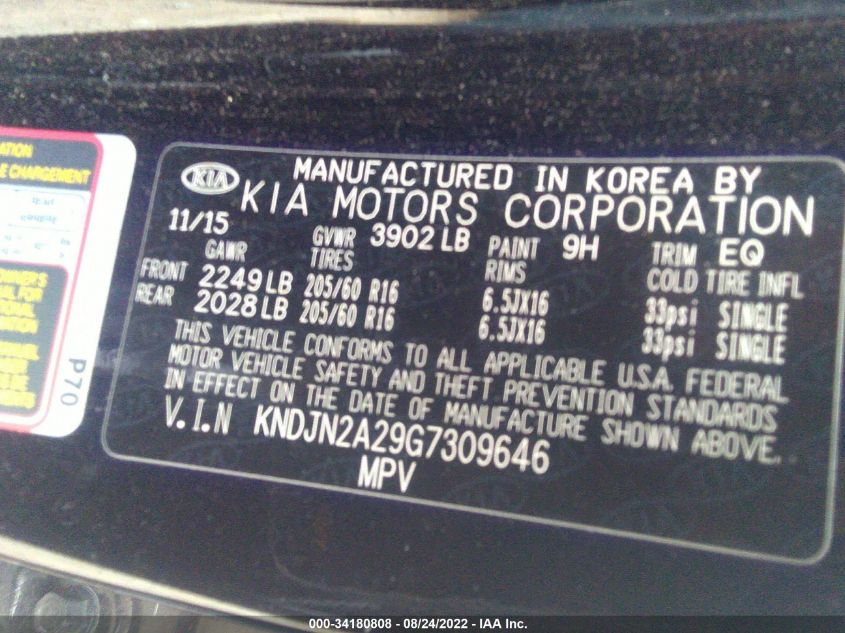 ATION
E CHARGEMENT
P70
KIA
MANUFACTURED IN KOREA BY
KIA MOTORS CORPORATION
11/15 GVWR 3902 LB PAINT 9H TRIM EQ
GAWR TIRES RIMS COLD TIRE INFL
FRONT 2249 LB 205/60 R16 6.5JX16 33psi SINGLE
REAR 2028 LB 205/60 R16 6.5JX16 33psi SINGLE
THIS VEHICLE CONFORMS TO ALL APPLICABLE U.S.A. FEDERAL
MOTOR VEHICLE SAFETY AND THEFT PREVENTION STANDARDS
IN EFFECT ON THE DATE OF MANUFACTURE SHOWN ABOVE.
V.I.N KNDJN2A29G7309646
MPV
000-34180808 - 08/24/2022 - IAA Inc.